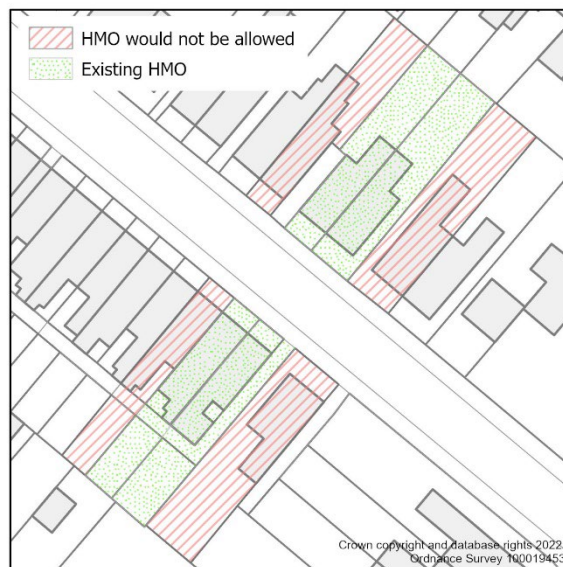 HMO would not be allowed
Existing HMO
Crown copyright and database rights 2022.
Ordnance Survey 100019453